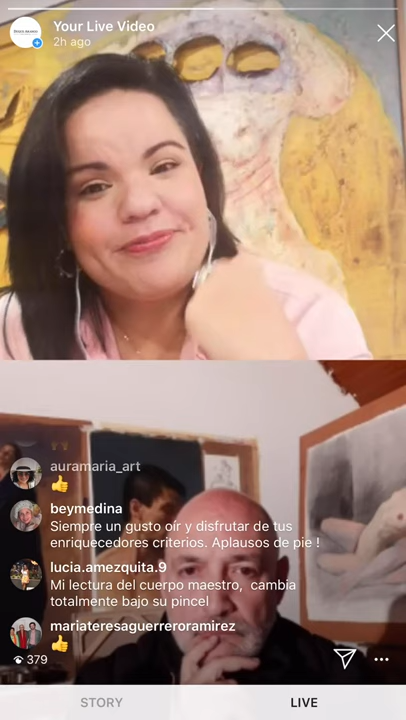 Your Live Video
2h ago
auramaria_art
👍
beymedina
Siempre un gusto oír y disfrutar de tus
enriquecedores criterios. Aplausos de pie !
lucia.amezquita.9
Mi lectura del cuerpo maestro, cambia
totalmente bajo su pincel
mariateresaguerreroramirez
👍
379
STORY
LIVE